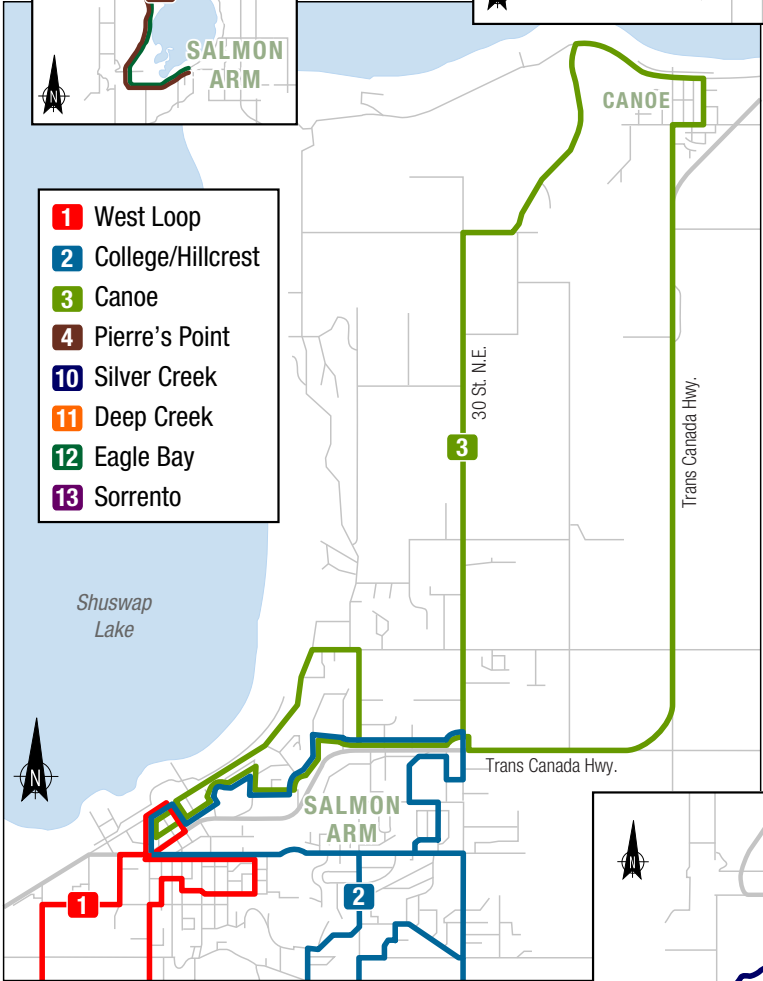 SALMON
ARM
N
N
CANOE
1 West Loop
2 College/Hillcrest
3 Canoe
4 Pierre's Point
10 Silver Creek
11 Deep Creek
12 Eagle Bay
13 Sorrento
30 St. N.E.
3
Trans Canada Hwy.
Shuswap
Lake
N
Trans Canada Hwy.
SALMON
ARM
N
1
2